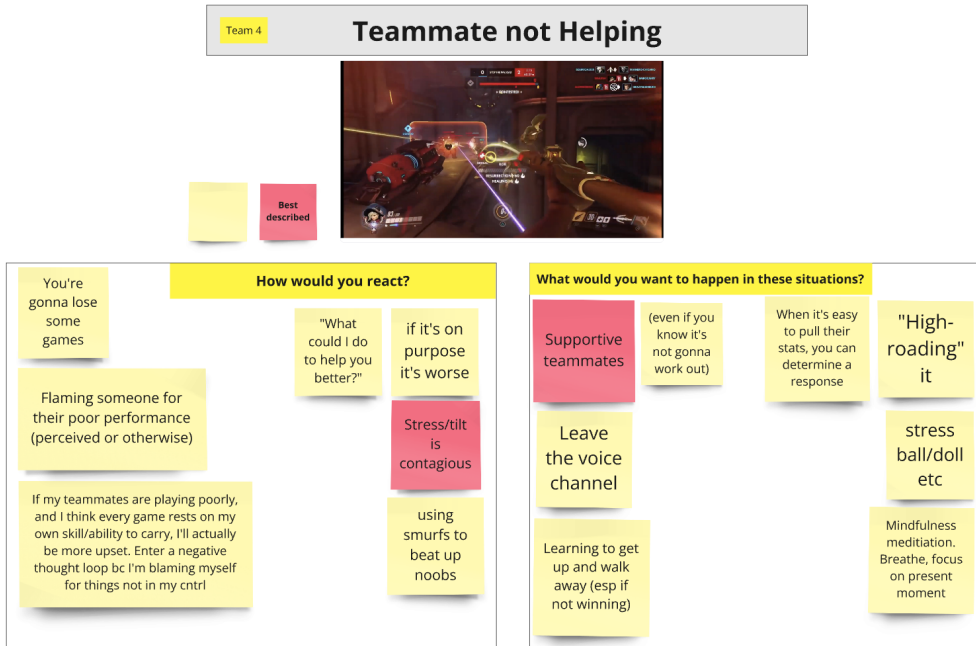 Team 4
Teammate not Helping
Best
described
How would you react?
You're
gonna lose
some
games
"What
could I do
to help you
better?"
if it's on
purpose
it's worse
Flaming someone for
their poor performance
(perceived or otherwise)
Stress/tilt
is
contagious
If my teammates are playing poorly,
and I think every game rests on my
own skill/ability to carry, I'll actually
be more upset. Enter a negative
thought loop bc I'm blaming myself
for things not in my cntrl
using
smurfs to
beat up
noobs
What would you want to happen in these situations?
Supportive
teammates
(even if you
know it's
not gonna
work out)
When it's easy
to pull their
stats, you can
determine a
response
"High-
roading"
it
Leave
the voice
channel
stress
ball/doll
etc
Learning to get
up and walk
away (esp if
not winning)
Mindfulness
meditiation.
Breathe, focus
on present
moment